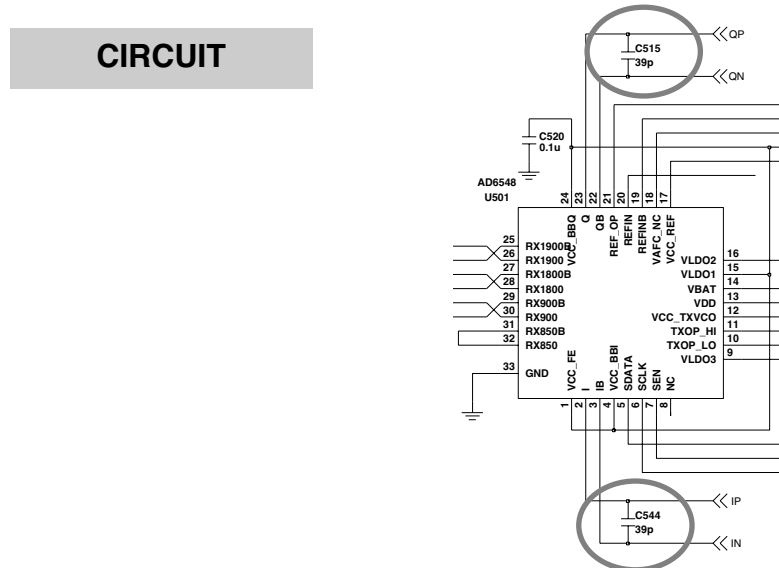 CIRCUIT
QP
C515
39p
QN
C520
0.1u
AD6548
U501
24
23
22
21
20
19
18
17
VCC_BBQ
Q
QB
REF_OP
REFIN
REFINB
VAFC_NC
VCC_REF
25 RX1900B
26 RX1900
27 RX1800B
28 RX1800
29 RX900B
30 RX900
31 RX850B
32 RX850
33 GND
VLDO2 16
VLDO1 15
VBAT 14
VDD 13
VCC_TXVCO 12
TXOP_HI 11
TXOP_LO 10
VLDO3 9
VCC_FE
I
IB
VCC_BBI
SDATA
SCLK
SEN
NC
1
2
3
4
5
6
7
8
IP
C544
39p
IN